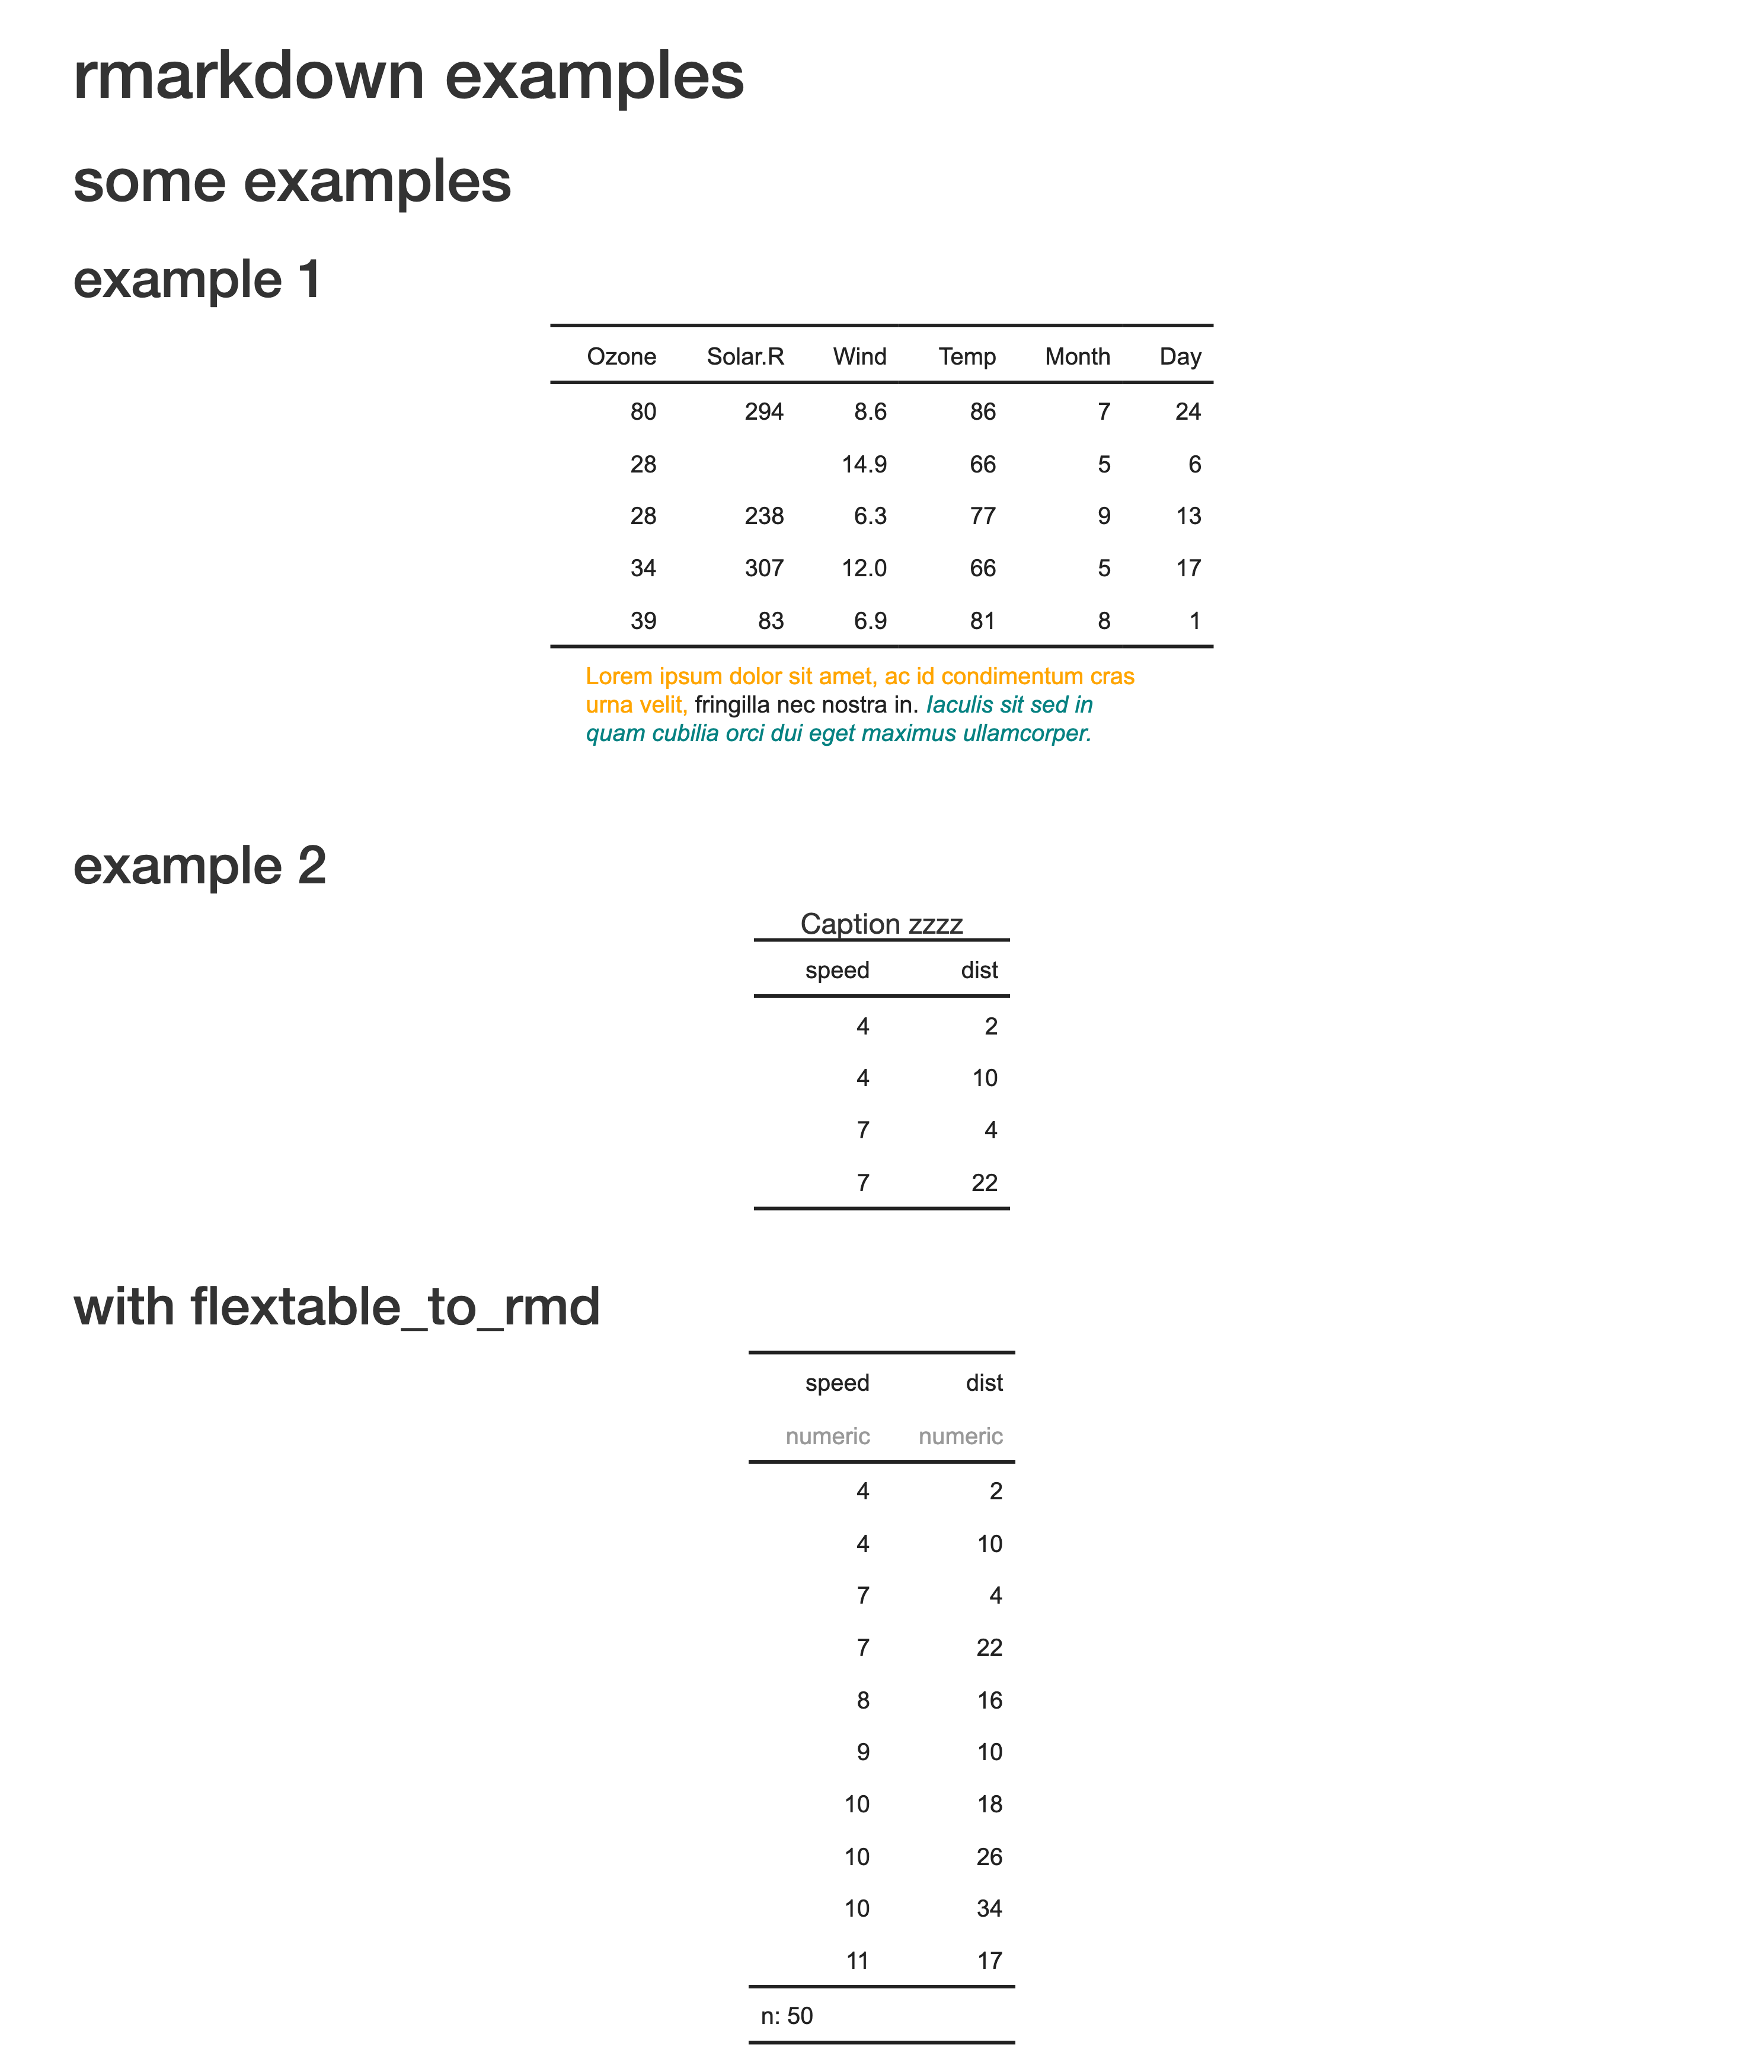 rmarkdown examples
some examples
example 1
Ozone Solar.R Wind Temp Month Day
80 294 8.6 86 7 24
28 14.9 66 5 6
28 238 6.3 77 9 13
34 307 12.0 66 5 17
39 83 6.9 81 8 1
Lorem ipsum dolor sit amet, ac id condimentum cras
urna velit, fringilla nec nostra in. Iaculis sit sed in
quam cubilia orci dui eget maximus ullamcorper.
example 2
Caption zzzz
speed dist
4 2
4 10
7 4
7 22
with flextable_to_rmd
speed dist
numeric numeric
4 2
4 10
7 4
7 22
8 16
9 10
10 18
10 26
10 34
11 17
n: 50